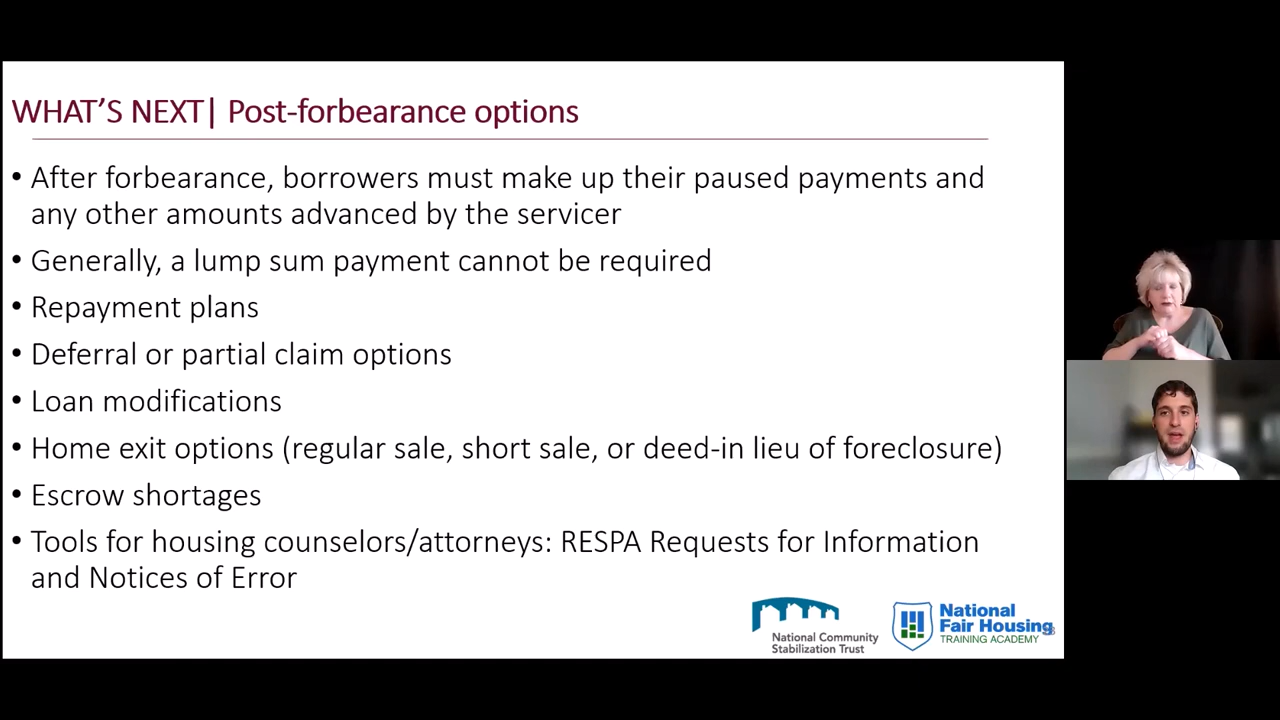 WHAT'S NEXT| Post-forbearance options
• After forbearance, borrowers must make up their paused payments and
any other amounts advanced by the servicer
• Generally, a lump sum payment cannot be required
• Repayment plans
• Deferral or partial claim options
• Loan modifications
• Home exit options (regular sale, short sale, or deed-in lieu of foreclosure)
• Escrow shortages
• Tools for housing counselors/attorneys: RESPA Requests for Information
and Notices of Error
National Community
Stabilization Trust
National
Fair Housing
TRAINING ACADEMY